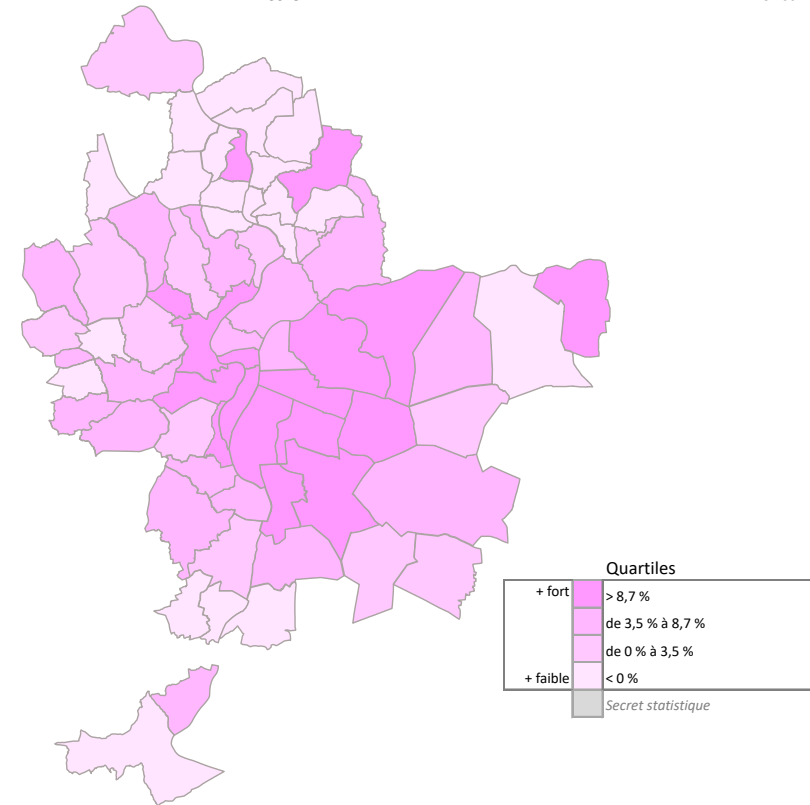 Quartiles
+ fort > 8,7 %
de 3,5 % à 8,7 %
de 0 % à 3,5 %
+ faible < 0 %
Secret statistique